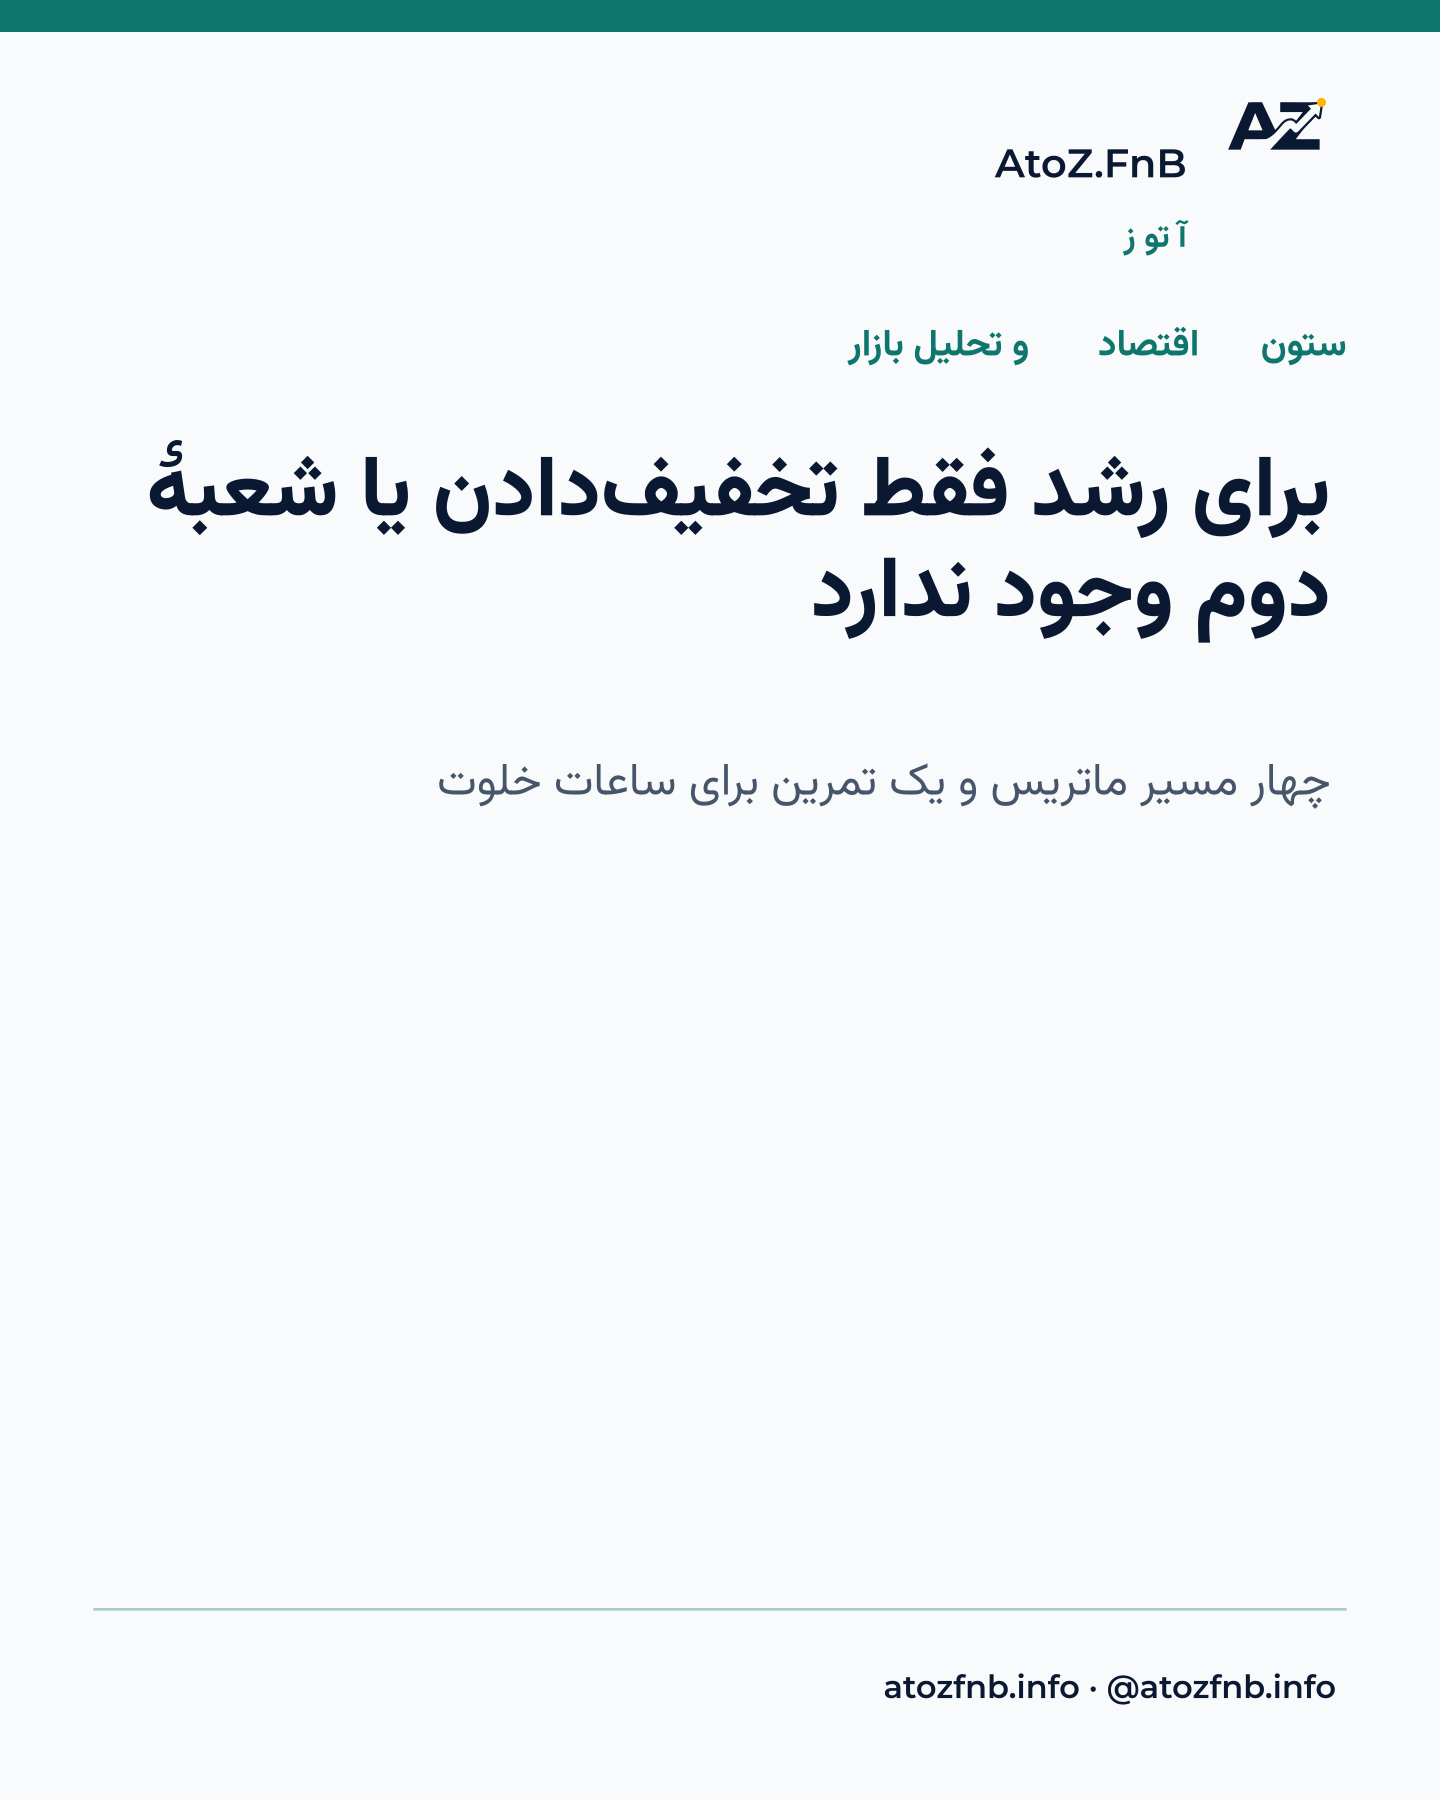 AZ
AtoZ.FnB
آ تو ز
ستون اقتصاد و تحلیل بازار
برای رشد فقط تخفیف‌دادن یا شعبهٔ
دوم وجود ندارد
چهار مسیر ماتریس و یک تمرین برای ساعات خلوت
atozfnb.info · @atozfnb.info